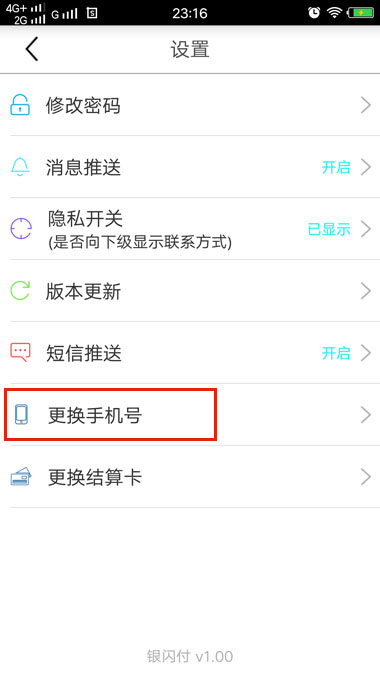 4G+
2G
G
S
23:16
设置
修改密码
消息推送 开启
隐私开关
(是否向下级显示联系方式) 已显示
版本更新
短信推送 开启
更换手机号
更换结算卡
银闪付 v1.00